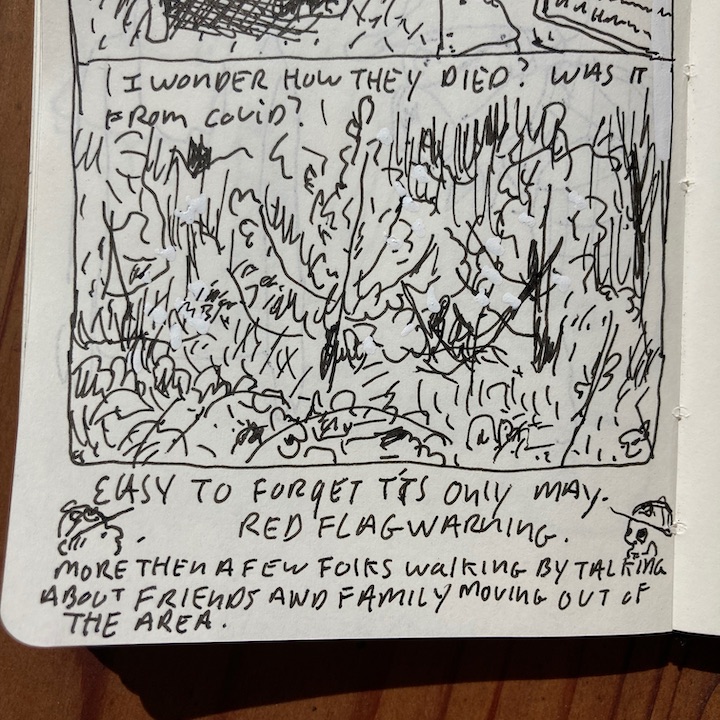 I WONDER HOW THEY DIED? WAS IT
FROM COVID?
EASY TO FORGET ITS ONLY MAY.
RED FLAG WARNING.
MORE THEN A FEW FOLKS WALKING BY TALKING
ABOUT FRIENDS AND FAMILY MOVING OUT OF
THE AREA.